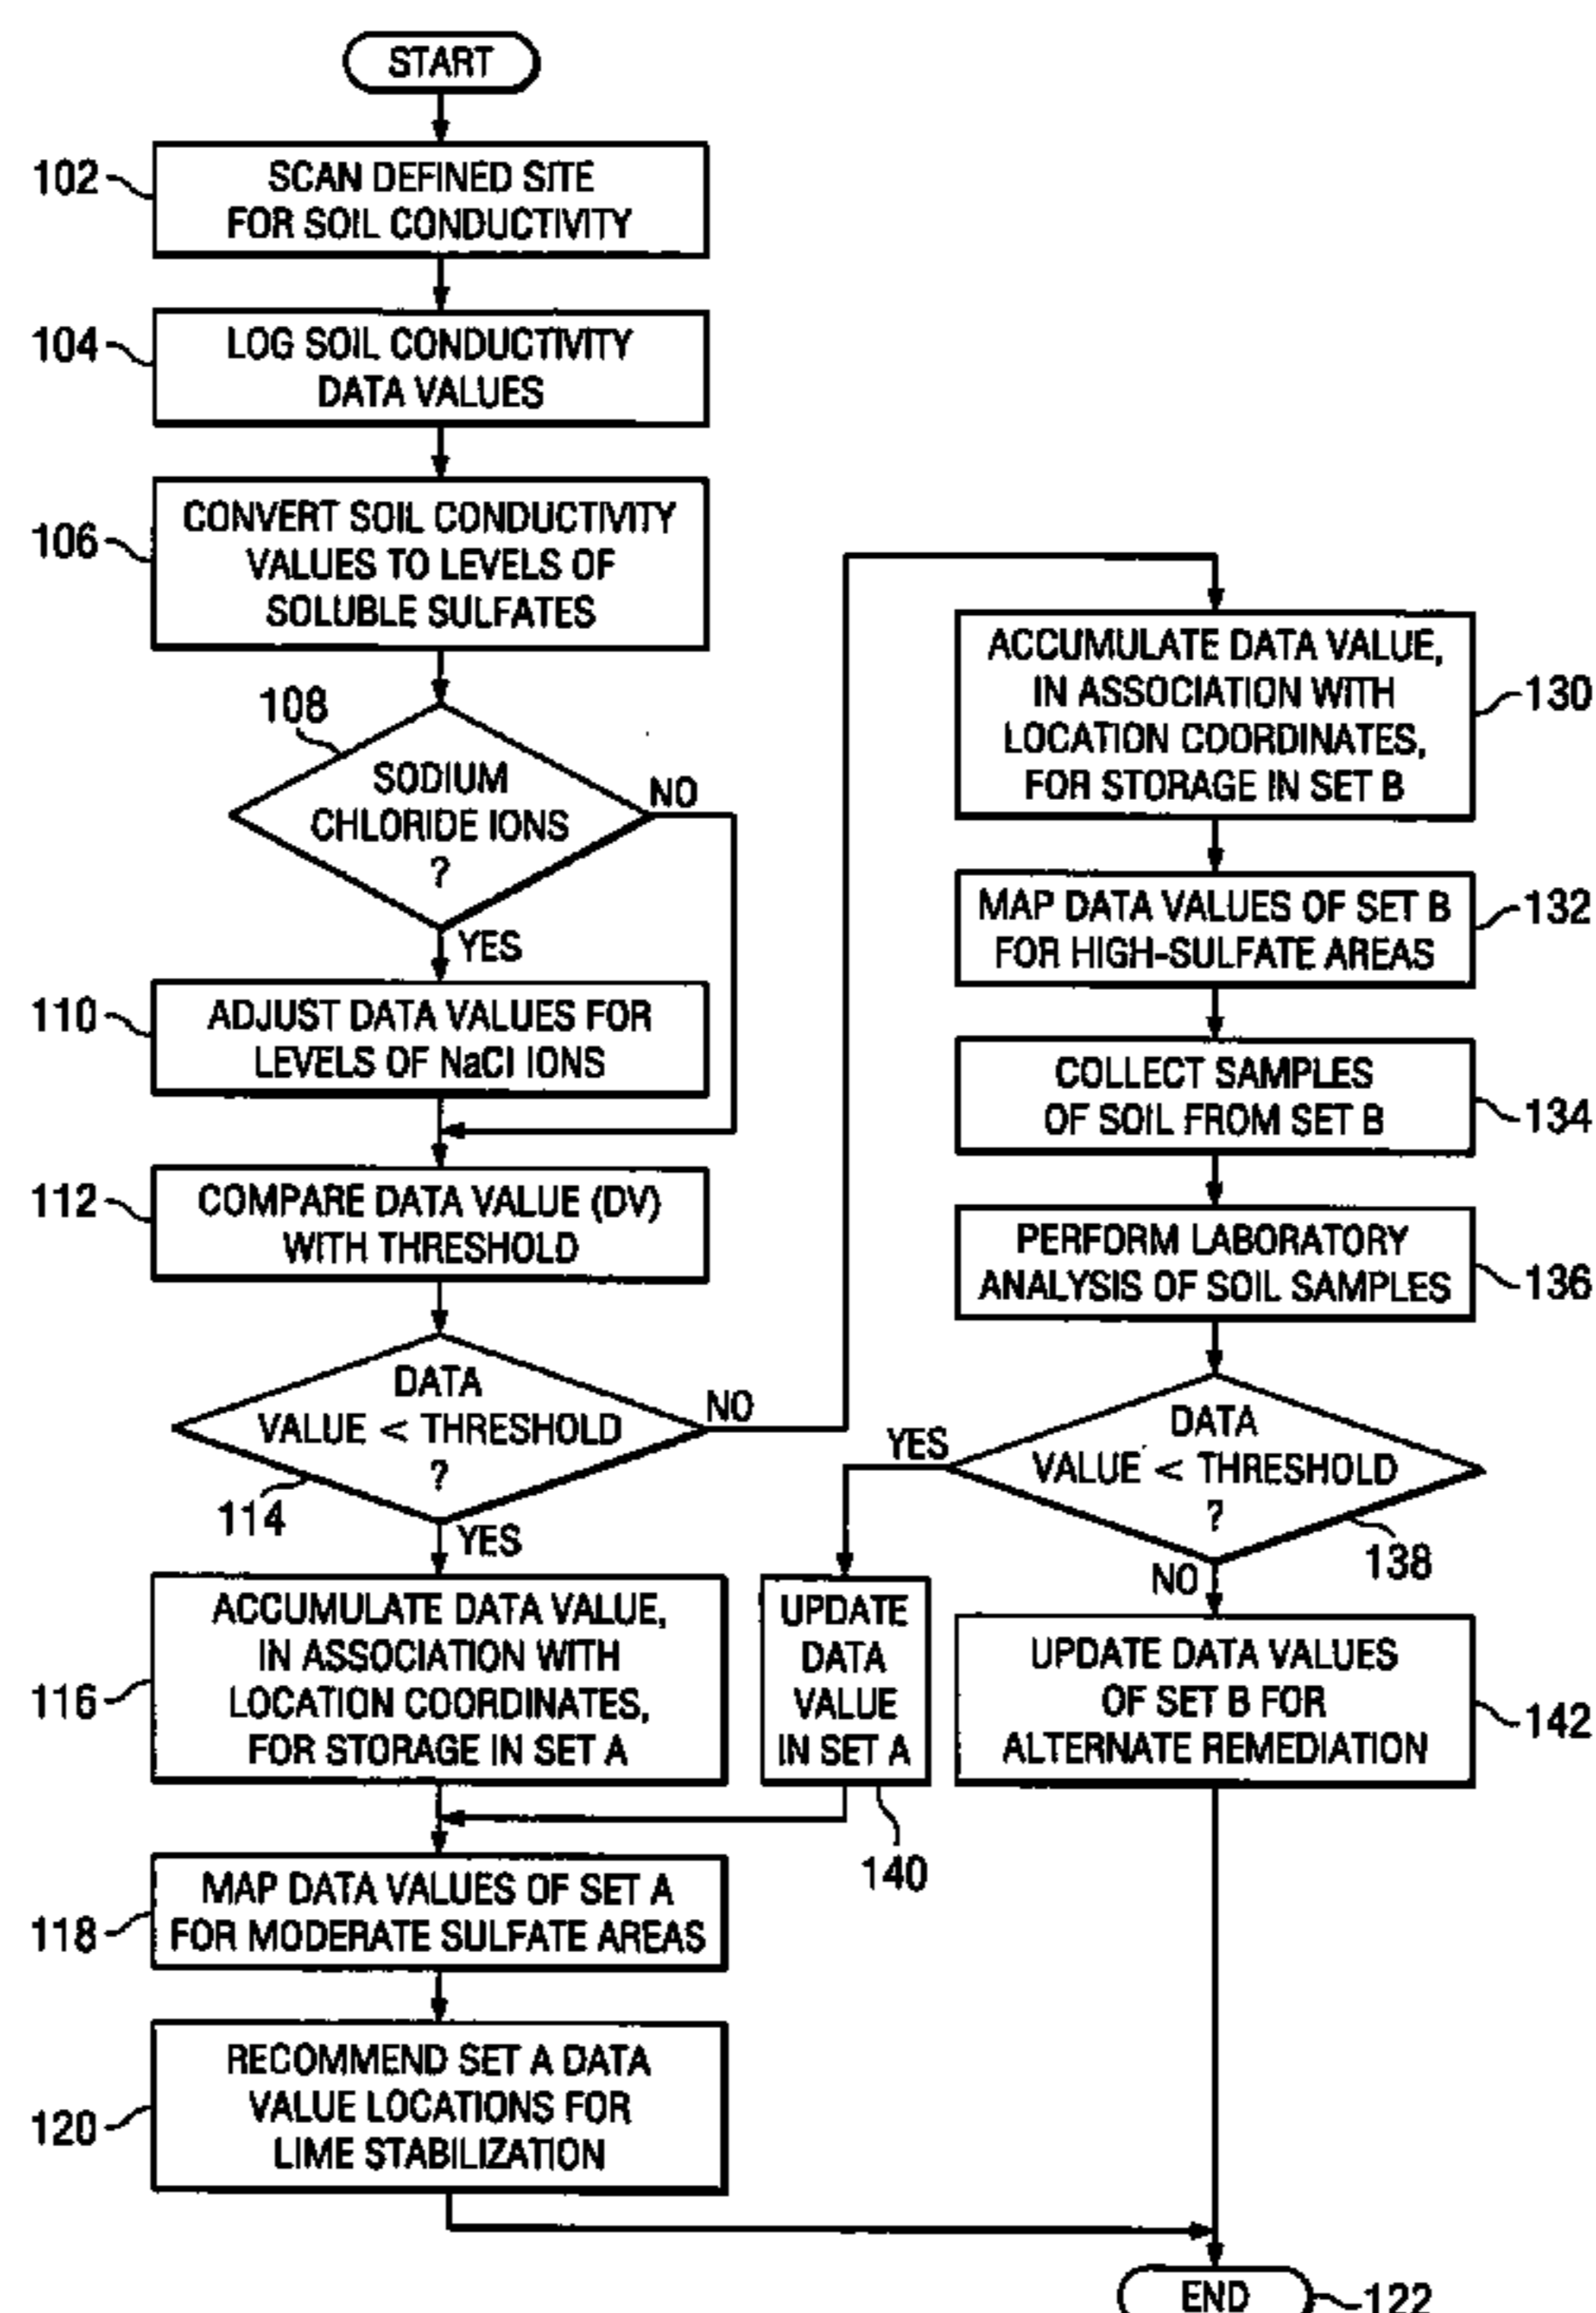 START
102
SCAN DEFINED SITE
FOR SOIL CONDUCTIVITY
104
LOG SOIL CONDUCTIVITY
DATA VALUES
106
CONVERT SOIL CONDUCTIVITY
VALUES TO LEVELS OF
SOLUBLE SULFATES
108
SODIUM
CHLORIDE IONS
?
NO
YES
110
ADJUST DATA VALUES FOR
LEVELS OF NaCl IONS
112
COMPARE DATA VALUE (DV)
WITH THRESHOLD
DATA
VALUE < THRESHOLD
?
NO
114
YES
116
ACCUMULATE DATA VALUE,
IN ASSOCIATION WITH
LOCATION COORDINATES,
FOR STORAGE IN SET A
118
MAP DATA VALUES OF SET A
FOR MODERATE SULFATE AREAS
120
RECOMMEND SET A DATA
VALUE LOCATIONS FOR
LIME STABILIZATION
ACCUMULATE DATA VALUE,
IN ASSOCIATION WITH
LOCATION COORDINATES,
FOR STORAGE IN SET B
130
MAP DATA VALUES OF SET B
FOR HIGH-SULFATE AREAS
132
COLLECT SAMPLES
OF SOIL FROM SET B
134
PERFORM LABORATORY
ANALYSIS OF SOIL SAMPLES
136
DATA
VALUE < THRESHOLD
?
YES
138
NO
UPDATE
DATA
VALUE
IN SET A
140
UPDATE DATA VALUES
OF SET B FOR
ALTERNATE REMEDIATION
142
END
122